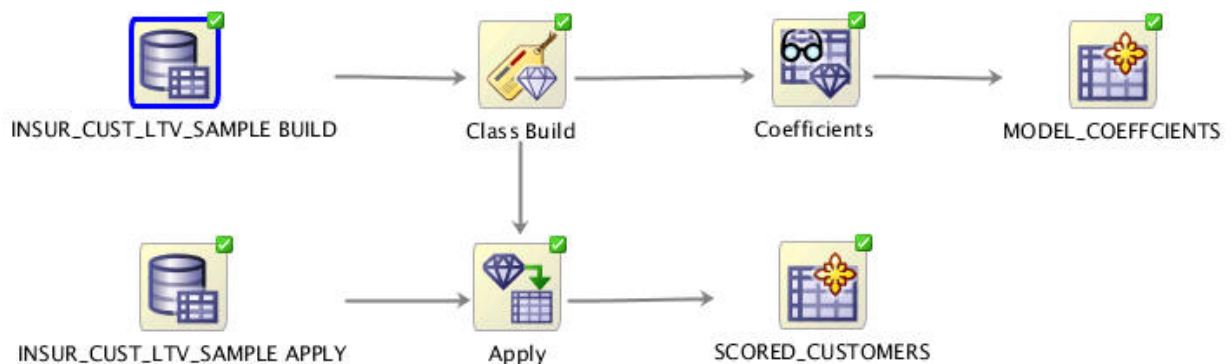 INSUR_CUST_LTV_SAMPLE BUILD
Class Build
Coefficients
MODEL_COEFFCIENTS
INSUR_CUST_LTV_SAMPLE APPLY
Apply
SCORED_CUSTOMERS